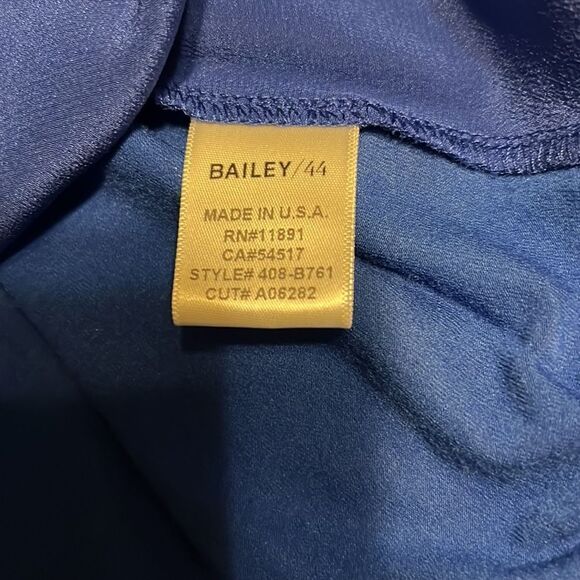 BAILEY/44
MADE IN U.S.A.
RN#11891
CA#54517
STYLE# 408-B761
CUT# A06282